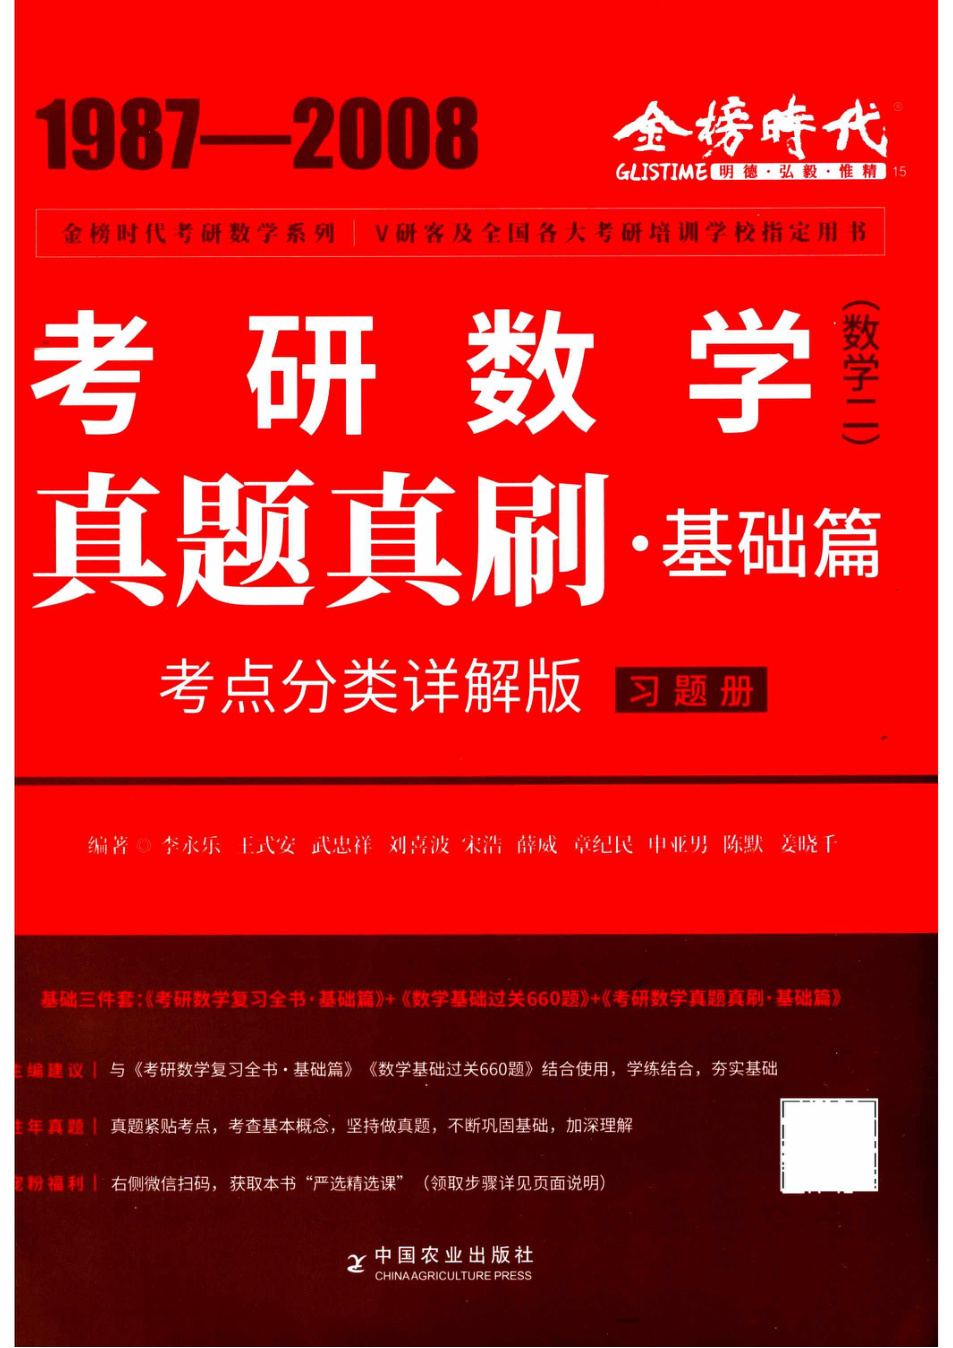 1987—2008
金榜時代
GLISTIME 明德·弘毅·惟精 15
金榜时代考研数学系列 | V研客及全国各大考研培训学校指定用书
考研数学（数学二）
真题真刷·基础篇
考点分类详解版 习题册
编著◎李永乐 王式安 武忠祥 刘喜波 宋浩 薛威 章纪民 申亚男 陈默 姜晓千
基础三件套：《考研数学复习全书·基础篇》+《数学基础过关660题》+《考研数学真题真刷·基础篇》
主编建议 | 与《考研数学复习全书·基础篇》《数学基础过关660题》结合使用，学练结合，夯实基础
往年真题 | 真题紧贴考点，考查基本概念，坚持做真题，不断巩固基础，加深理解
宠粉福利 | 右侧微信扫码，获取本书“严选精选课”（领取步骤详见页面说明）
中国农业出版社
CHINA AGRICULTURE PRESS